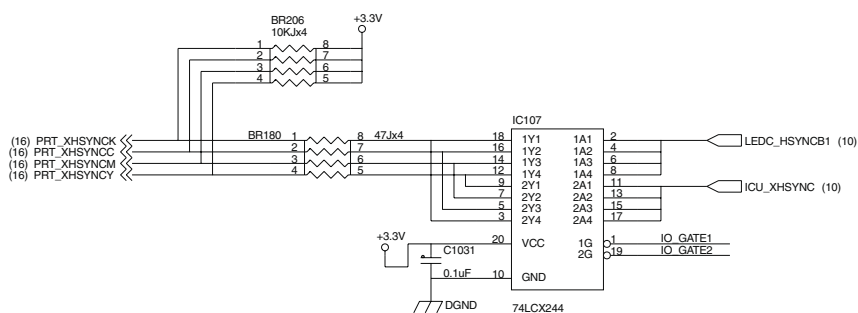 BR206
10KJx4
+3.3V
1 8
2 7
3 6
4 5
IC107
(16) PRT_XHSYNCK BR180 1 8 47Jx4 18 1Y1 1A1 2 LEDC_HSYNCB1 (10)
(16) PRT_XHSYNCC 2 7 16 1Y2 1A2 4
(16) PRT_XHSYNCM 3 6 14 1Y3 1A3 6
(16) PRT_XHSYNCY 4 5 12 1Y4 1A4 8
9 2Y1 2A1 11 ICU_XHSYNC (10)
7 2Y2 2A2 13
5 2Y3 2A3 15
3 2Y4 2A4 17
+3.3V 20 VCC 1G 1 IO_GATE1
C1031 2G 19 IO_GATE2
0.1uF 10 GND
DGND 74LCX244